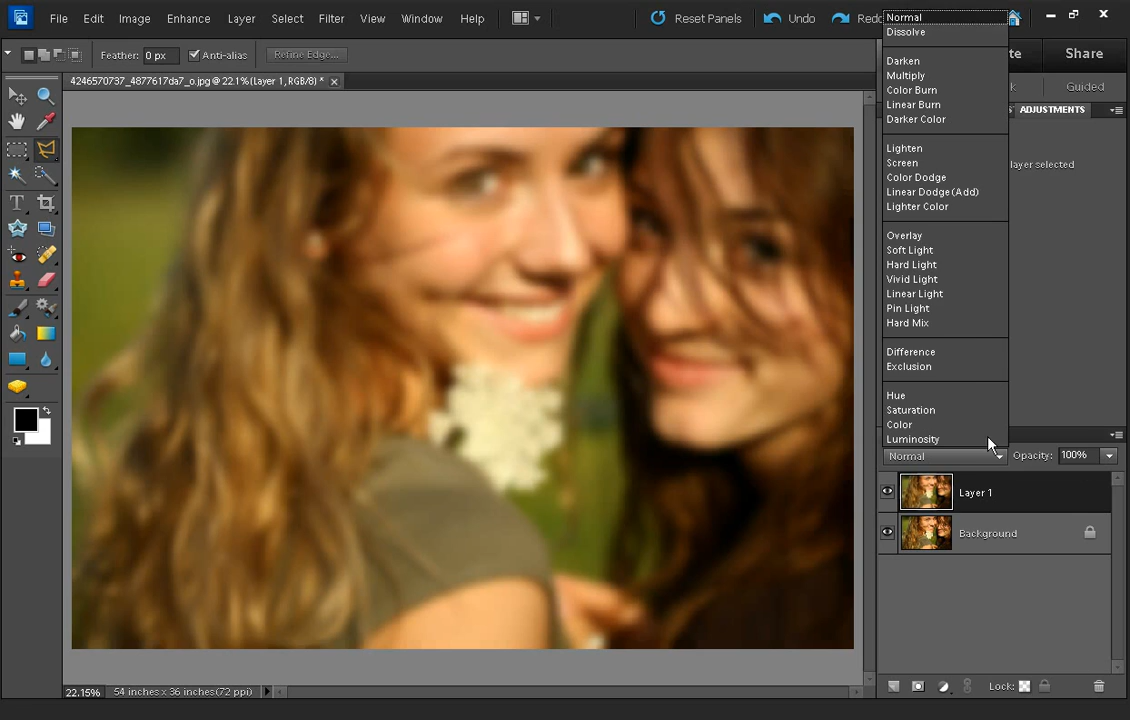 File Edit Image Enhance Layer Select Filter View Window Help Reset Panels Undo Redo
Feather: 0 px Anti-alias Refine Edge...
Share
4246570737_4877617da7_o.jpg @ 22.1% (Layer 1, RGB/8) *
Guided
ADJUSTMENTS
layer selected
Normal
Dissolve
Darken
Multiply
Color Burn
Linear Burn
Darker Color
Lighten
Screen
Color Dodge
Linear Dodge (Add)
Lighter Color
Overlay
Soft Light
Hard Light
Vivid Light
Linear Light
Pin Light
Hard Mix
Difference
Exclusion
Hue
Saturation
Color
Luminosity
Normal Opacity: 100%
Layer 1
Background
Lock:
22.15% 54 inches x 36 inches (72 ppi)